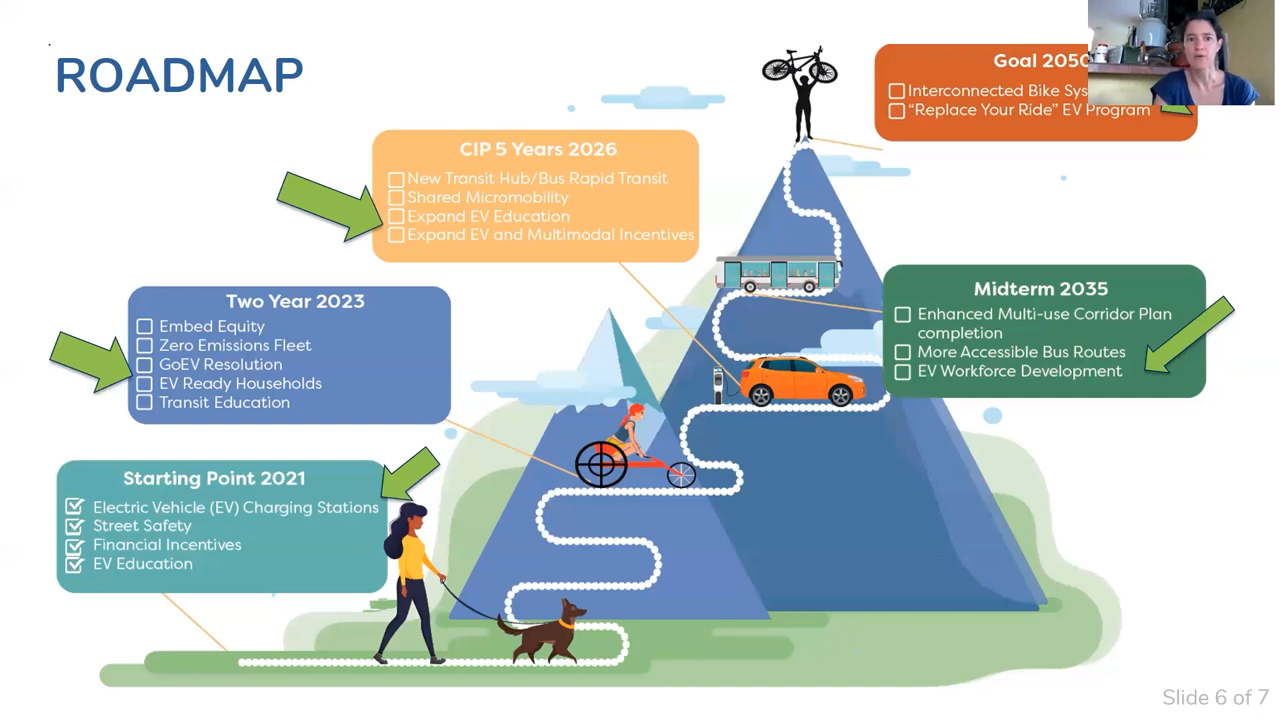 ROADMAP
Goal 2050
Interconnected Bike
"Replace Your Ride" EV Program
CIP 5 Years 2026
New Transit Hub/Bus Rapid Transit
Shared Micromobility
Expand EV Education
Expand EV and Multimodal Incentives
Midterm 2035
Enhanced Multi-use Corridor Plan
completion
More Accessible Bus Routes
EV Workforce Development
Two Year 2023
Embed Equity
Zero Emissions Fleet
GoEV Resolution
EV Ready Households
Transit Education
Starting Point 2021
Electric Vehicle (EV) Charging Stations
Street Safety
Financial Incentives
EV Education
Slide 6 of 7